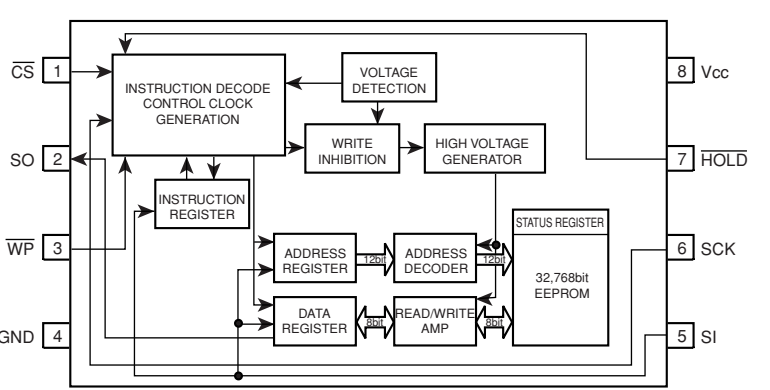 CS
1
SO
2
WP
3
GND
4
8
Vcc
7
HOLD
6
SCK
5
SI
INSTRUCTION DECODE
CONTROL CLOCK
GENERATION
VOLTAGE
DETECTION
WRITE
INHIBITION
HIGH VOLTAGE
GENERATOR
INSTRUCTION
REGISTER
ADDRESS
REGISTER
12bit
ADDRESS
DECODER
12bit
DATA
REGISTER
8bit
READ/WRITE
AMP
8bit
STATUS REGISTER
32,768bit
EEPROM